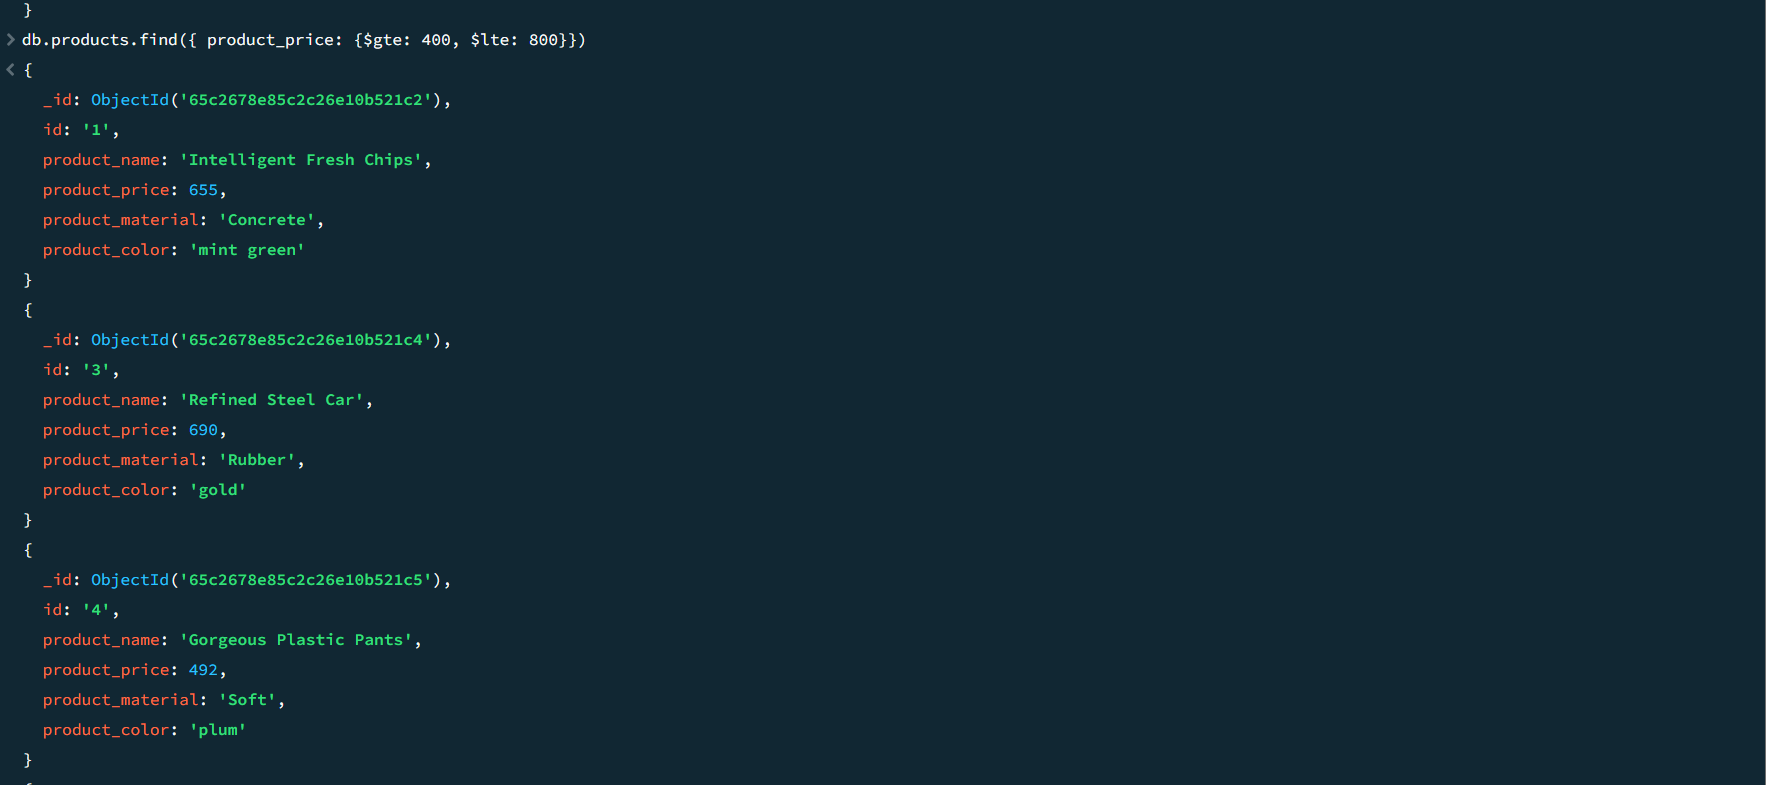 }
> db.products.find({ product_price: {$gte: 400, $lte: 800}})
< {
_id: ObjectId('65c2678e85c2c26e10b521c2'),
id: '1',
product_name: 'Intelligent Fresh Chips',
product_price: 655,
product_material: 'Concrete',
product_color: 'mint green'
}
{
_id: ObjectId('65c2678e85c2c26e10b521c4'),
id: '3',
product_name: 'Refined Steel Car',
product_price: 690,
product_material: 'Rubber',
product_color: 'gold'
}
{
_id: ObjectId('65c2678e85c2c26e10b521c5'),
id: '4',
product_name: 'Gorgeous Plastic Pants',
product_price: 492,
product_material: 'Soft',
product_color: 'plum'
}
{